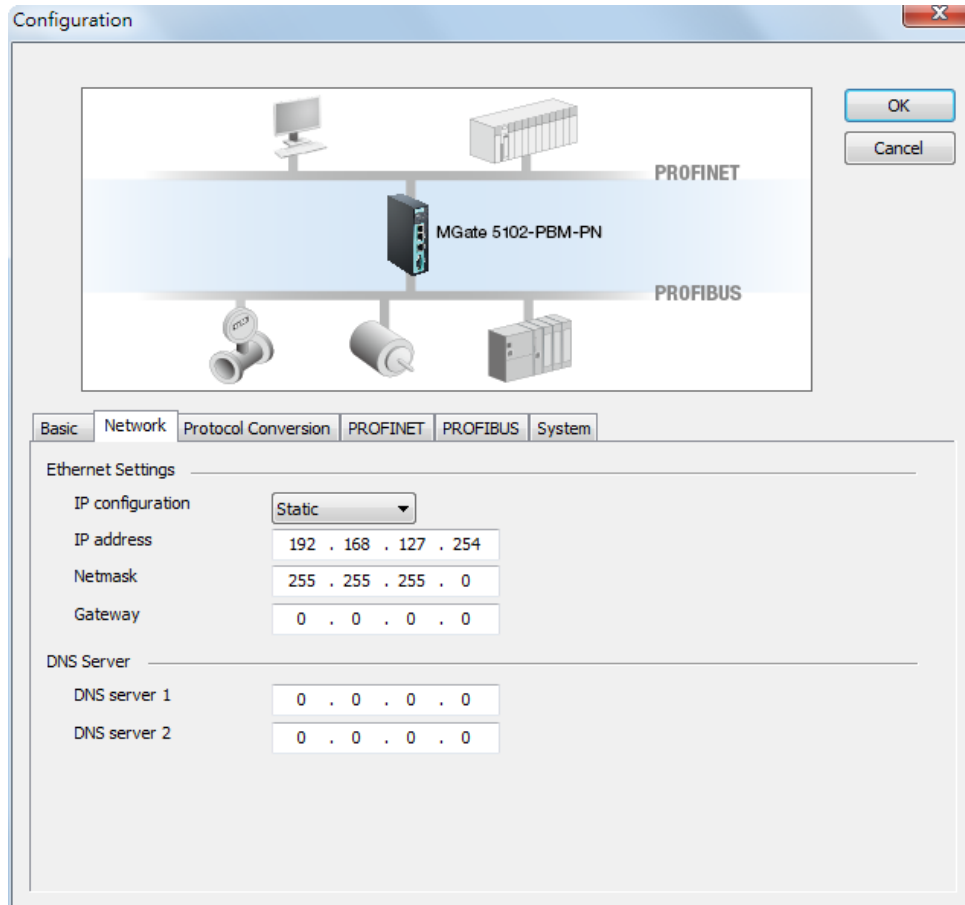 Configuration
X
OK
Cancel
PROFINET
MGate 5102-PBM-PN
PROFIBUS
Basic Network Protocol Conversion PROFINET PROFIBUS System
Ethernet Settings
IP configuration Static
IP address 192 . 168 . 127 . 254
Netmask 255 . 255 . 255 . 0
Gateway 0 . 0 . 0 . 0
DNS Server
DNS server 1 0 . 0 . 0 . 0
DNS server 2 0 . 0 . 0 . 0